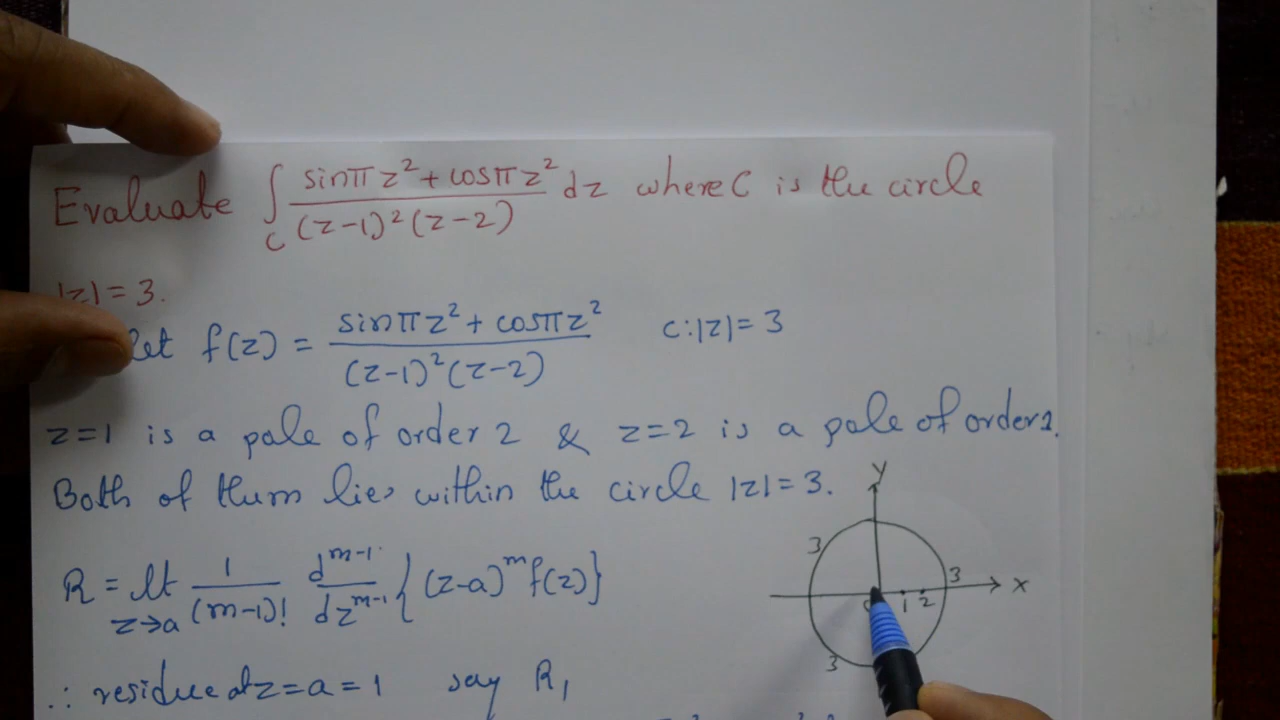 Evaluate ∫_C (sinπz²+cosπz²)/((z-1)²(z-2)) dz where C is the circle
|z|=3.
let f(z) = (sinπz²+cosπz²)/((z-1)²(z-2)) c:|z|=3
z=1 is a pole of order 2 & z=2 is a pole of order 1.
Both of them lies within the circle |z|=3.
R = lt_{z→a} 1/(m-1)! d^{m-1}/dz^{m-1} {(z-a)^m f(z)}
Y
3
3
X
1 2
3
∴ residue at z=a=1 say R₁